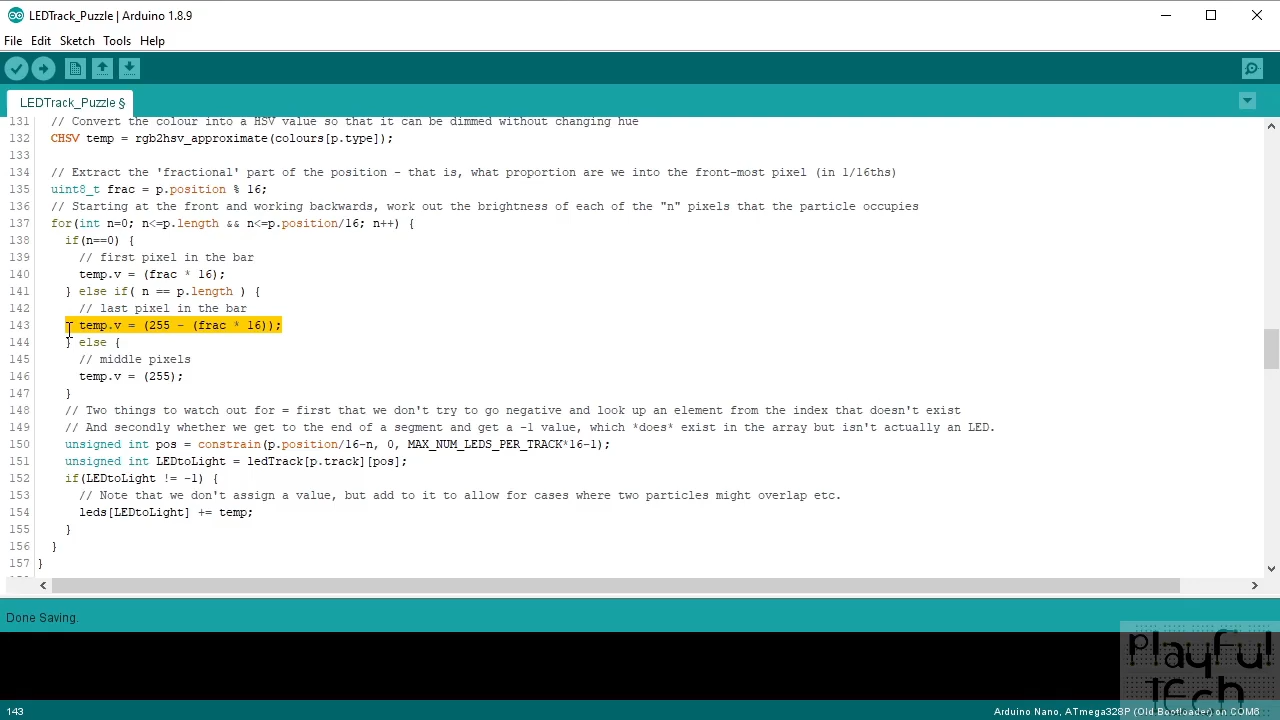 LEDTrack_Puzzle | Arduino 1.8.9
File Edit Sketch Tools Help
LEDTrack_Puzzle §
131 // Convert the colour into a HSV value so that it can be dimmed without changing hue
132 CHSV temp = rgb2hsv_approximate(colours[p.type]);
133
134 // Extract the 'fractional' part of the position - that is, what proportion are we into the front-most pixel (in 1/16ths)
135 uint8_t frac = p.position % 16;
136 // Starting at the front and working backwards, work out the brightness of each of the "n" pixels that the particle occupies
137 for(int n=0; n<=p.length && n<=p.position/16; n++) {
138 if(n==0) {
139 // first pixel in the bar
140 temp.v = (frac * 16);
141 } else if( n == p.length ) {
142 // last pixel in the bar
143 temp.v = (255 - (frac * 16));
144 } else {
145 // middle pixels
146 temp.v = (255);
147 }
148 // Two things to watch out for = first that we don't try to go negative and look up an element from the index that doesn't exist
149 // And secondly whether we get to the end of a segment and get a -1 value, which *does* exist in the array but isn't actually an LED.
150 unsigned int pos = constrain(p.position/16-n, 0, MAX_NUM_LEDS_PER_TRACK*16-1);
151 unsigned int LEDtoLight = ledTrack[p.track][pos];
152 if(LEDtoLight != -1) {
153 // Note that we don't assign a value, but add to it to allow for cases where two particles might overlap etc.
154 leds[LEDtoLight] += temp;
155 }
156 }
157 }
Done Saving.
Playful
Tech
143
Arduino Nano, ATmega328P (Old Bootloader) on COM6